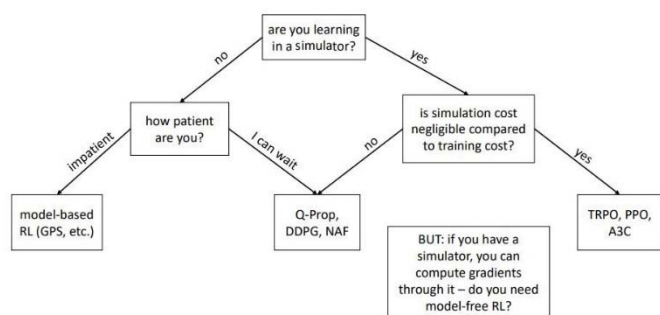 are you learning
in a simulator?
no
yes
how patient
are you?
is simulation cost
negligible compared
to training cost?
impatient
I can wait
no
yes
model-based
RL (GPS, etc.)
Q-Prop,
DDPG, NAF
TRPO, PPO,
A3C
BUT: if you have a
simulator, you can
compute gradients
through it – do you need
model-free RL?